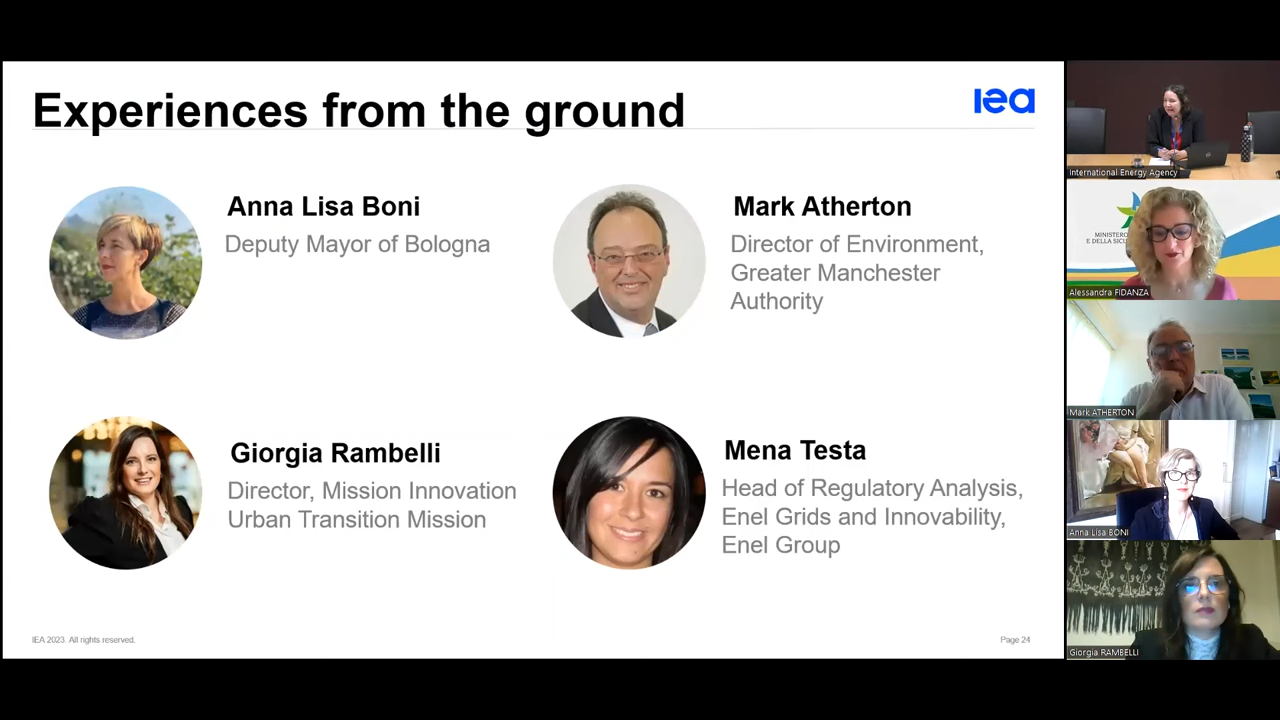 Experiences from the ground
iea
Anna Lisa Boni
Deputy Mayor of Bologna
Mark Atherton
Director of Environment,
Greater Manchester
Authority
Giorgia Rambelli
Director, Mission Innovation
Urban Transition Mission
Mena Testa
Head of Regulatory Analysis,
Enel Grids and Innovability,
Enel Group
IEA 2023. All rights reserved.
Page 24
International Energy Agency
MINISTERO
E DELLA SICU
Alessandra FIDANZA
Mark ATHERTON
Anna Lisa BONI
Giorgia RAMBELLI